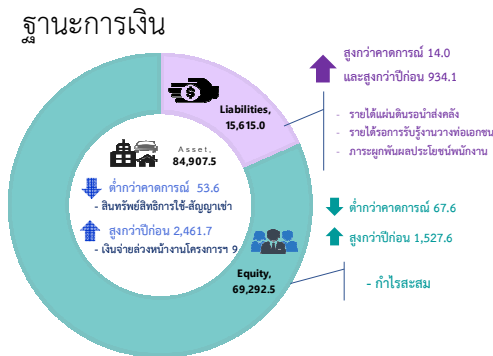 ฐานะการเงิน
สูงกว่าคาดการณ์ 14.0
และสูงกว่าปีก่อน 934.1
- รายได้แผ่นดินรอนำส่งคลัง
- รายได้รอการรับรู้งานวางท่อเอกชน
- ภาระผูกพันผลประโยชน์พนักงาน
Liabilities,
15,615.0
Asset,
84,907.5
ต่ำกว่าคาดการณ์ 53.6
- สินทรัพย์สิทธิการใช้-สัญญาเช่า
สูงกว่าปีก่อน 2,461.7
- เงินจ่ายล่วงหน้างานโครงการฯ 9
ต่ำกว่าคาดการณ์ 67.6
สูงกว่าปีก่อน 1,527.6
Equity,
69,292.5
- กำไรสะสม